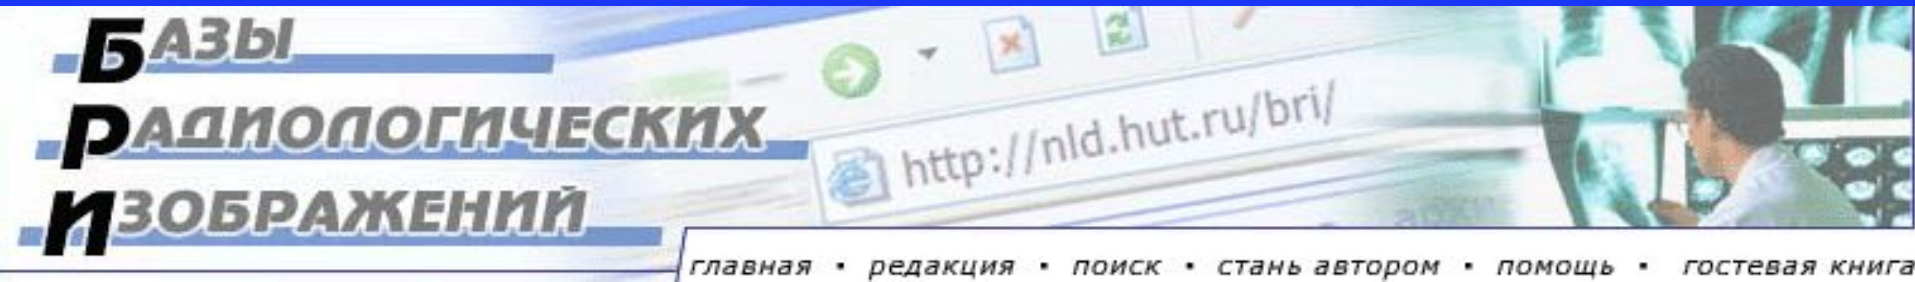 БАЗЫ
РАДИОЛОГИЧЕСКИХ
ИЗОБРАЖЕНИЙ
http://nld.hut.ru/bri/
главная • редакция • поиск • стань автором • помощь • гостевая книга